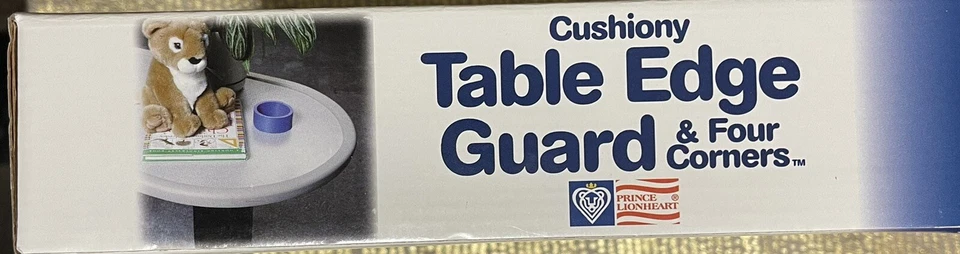 Cushiony
Table Edge
Guard & Four
Corners™
PRINCE
LIONHEART®